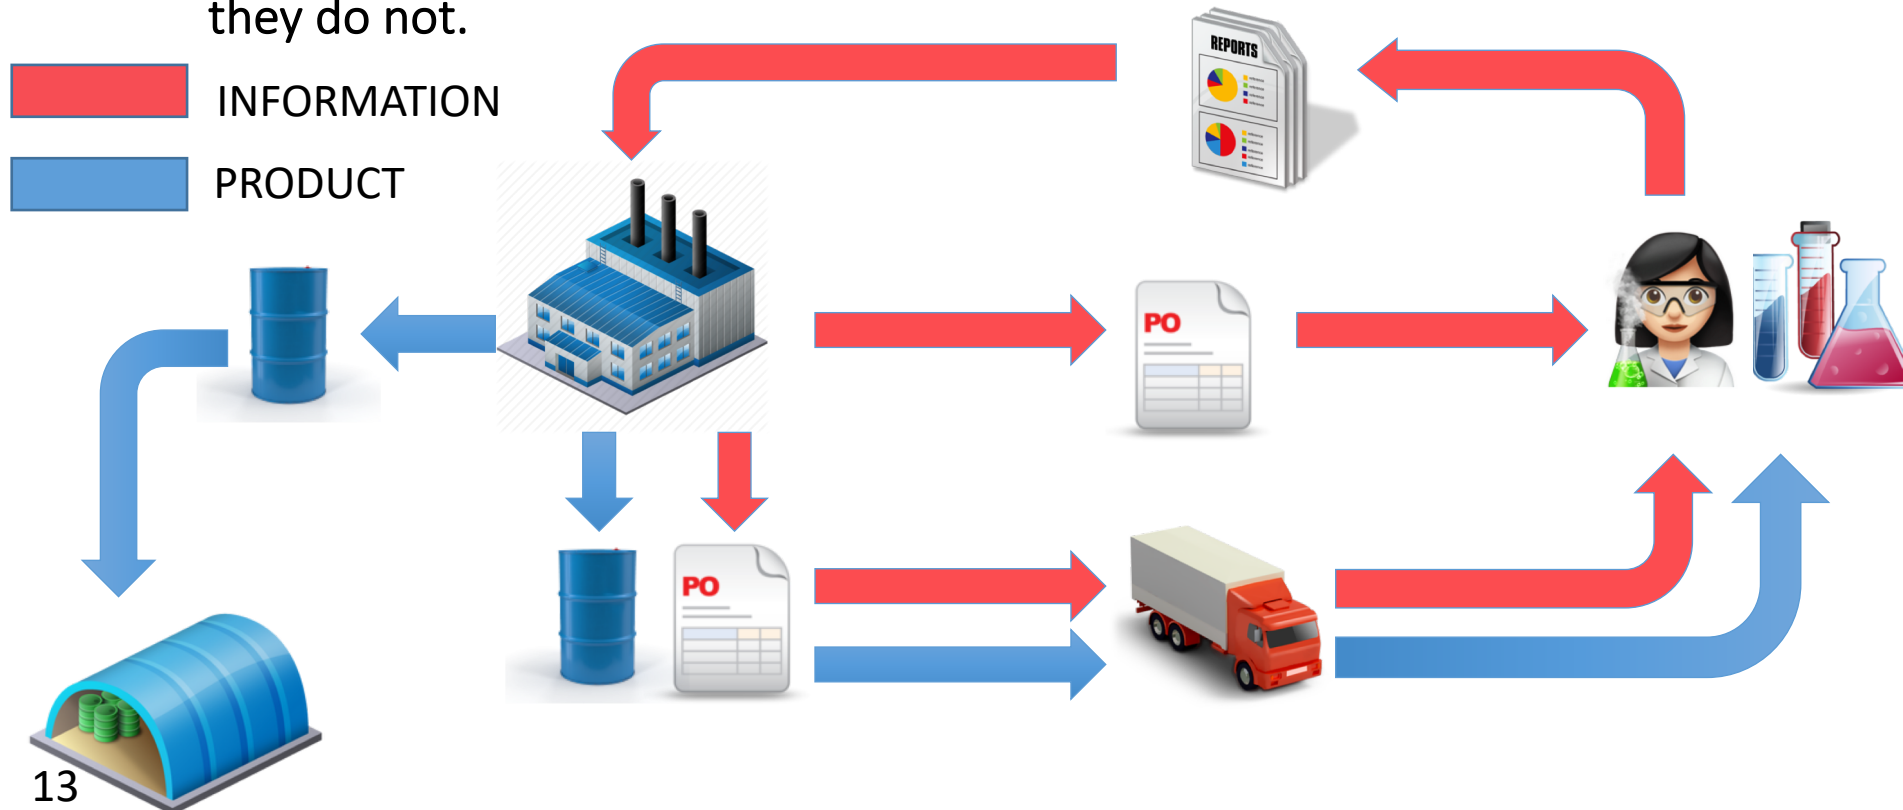 they do not.
INFORMATION
PRODUCT
REPORTS
PO
PO
13